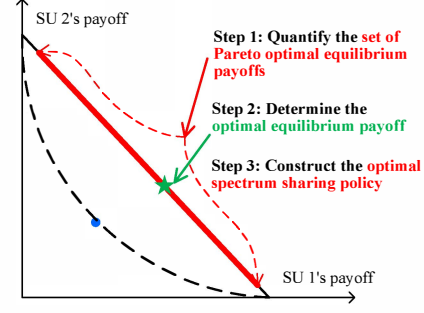 SU 2's payoff
Step 1: Quantify the set of
Pareto optimal equilibrium
payoffs
Step 2: Determine the
optimal equilibrium payoff
Step 3: Construct the optimal
spectrum sharing policy
SU 1's payoff